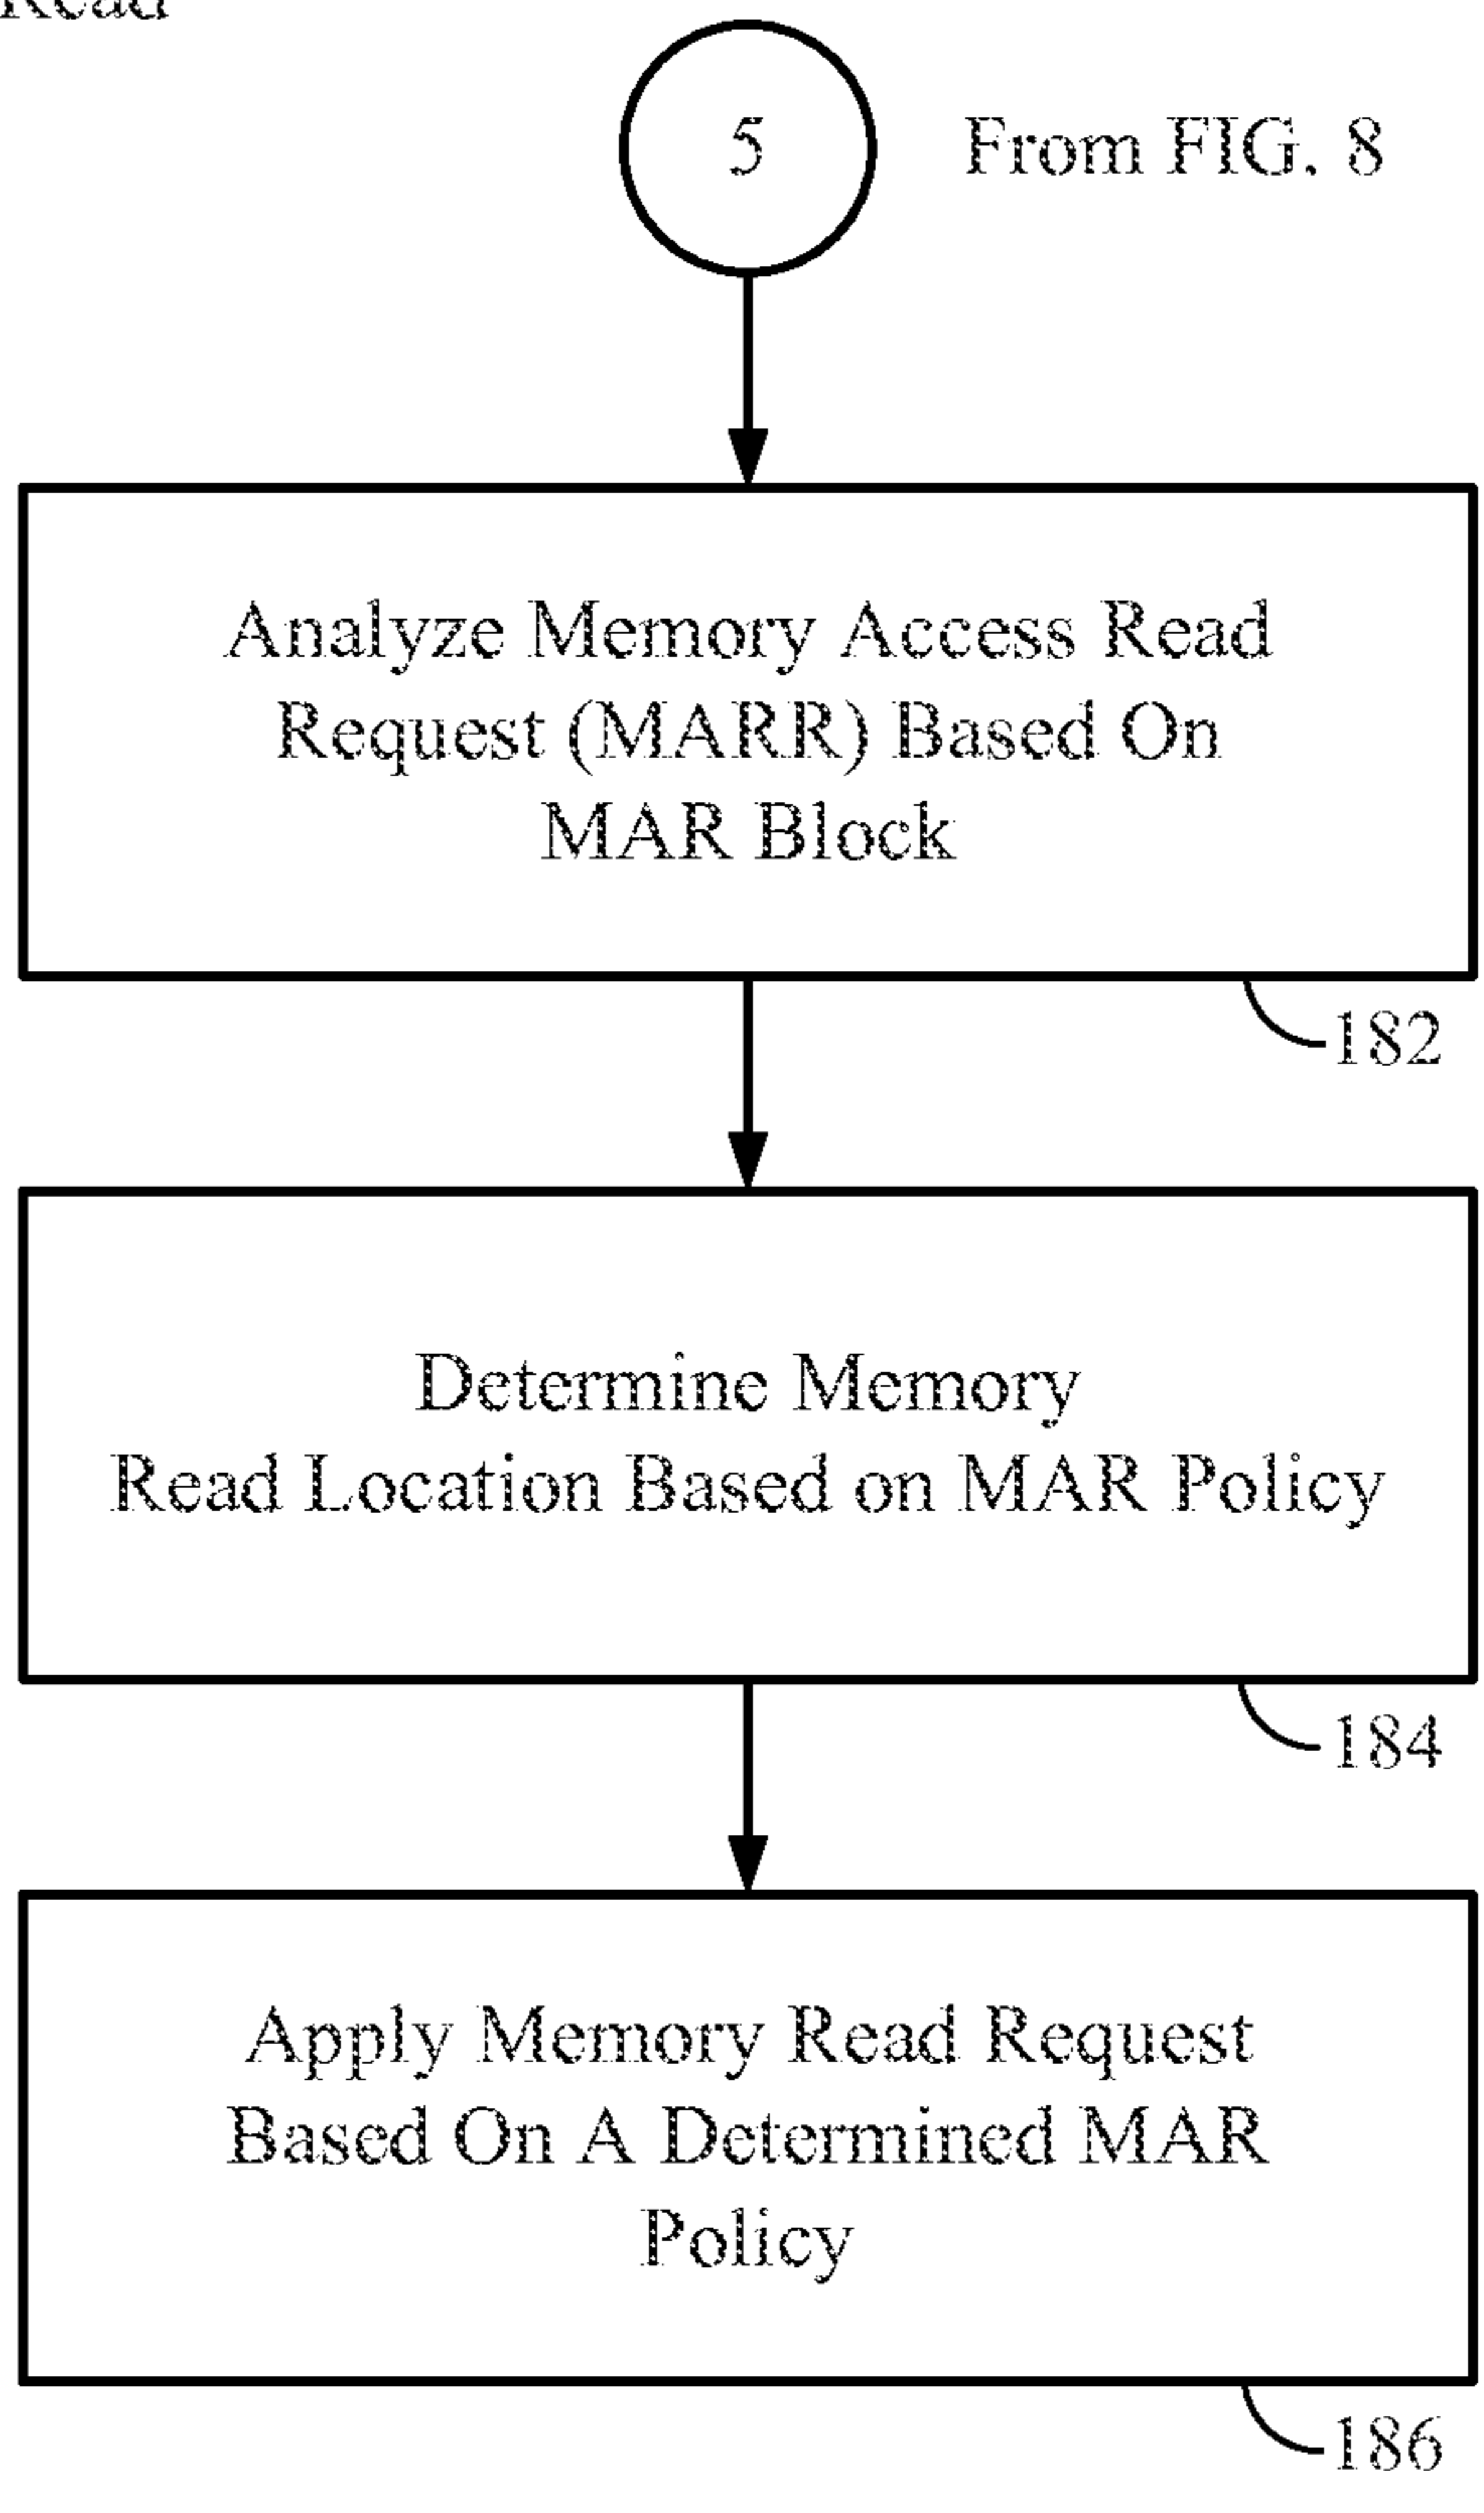 Read
5 From FIG. 8
Analyze Memory Access Read
Request (MARR) Based On
MAR Block
182
Determine Memory
Read Location Based on MAR Policy
184
Apply Memory Read Request
Based On A Determined MAR
Policy
186